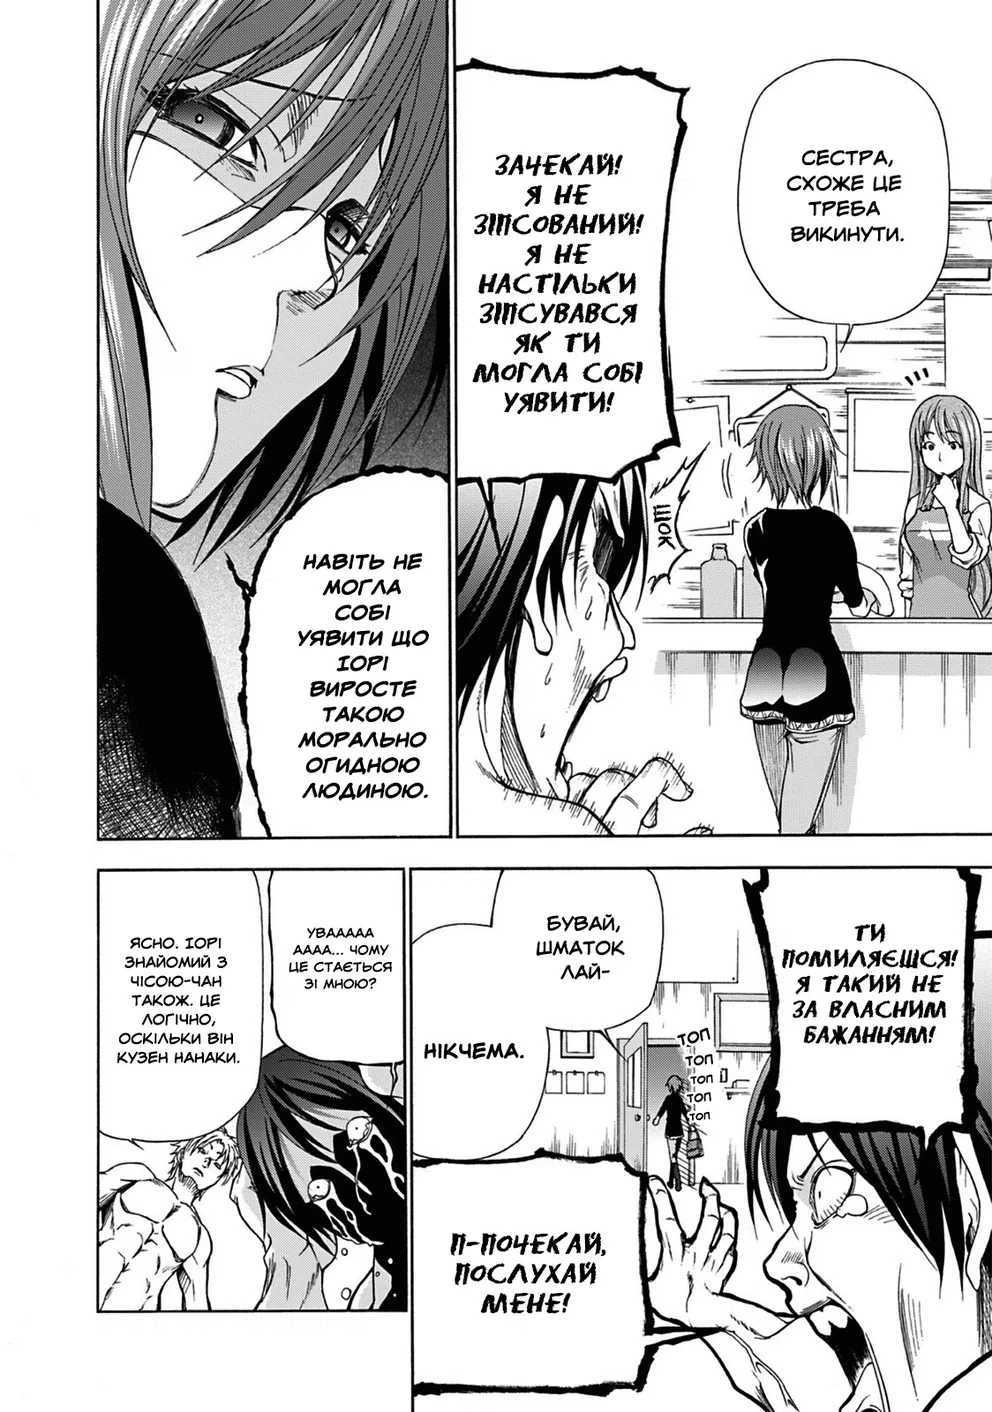 СЕСТРА,
СХОЖЕ ЦЕ
ТРЕБА
ВИКИНУТИ.
ЗАЧЕКАЙ!
Я НЕ
ЗІПСОВАНИЙ!
Я НЕ
НАСТІЛЬКИ
ЗІПСУВАВСЯ
ЯК ТИ
МОГЛА СОБІ
УЯВИТИ!
ШОК
НАВІТЬ НЕ
МОГЛА
СОБІ
УЯВИТИ ЩО
ІОРІ
ВИРОСТЕ
ТАКОЮ
МОРАЛЬНО
ОГИДНОЮ
ЛЮДИНОЮ.
ТИ
ПОМИЛЯЄШСЯ!
Я ТАКИЙ НЕ
ЗА ВЛАСНИМ
БАЖАННЯМ!
БУВАЙ,
ШМАТОК
ЛАЙ-
НІКЧЕМА.
ТОП
ТОП
ТОП
ТОП
ТОП
П-ПОЧЕКАЙ,
ПОСЛУХАЙ
МЕНЕ!
УВААААА
АААА... ЧОМУ
ЦЕ СТАЄТЬСЯ
ЗІ МНОЮ?
ЯСНО. ІОРІ
ЗНАЙОМИЙ З
ЧІСОЮ-ЧАН
ТАКОЖ. ЦЕ
ЛОГІЧНО,
ОСКІЛЬКИ ВІН
КУЗЕН НАНАКИ.